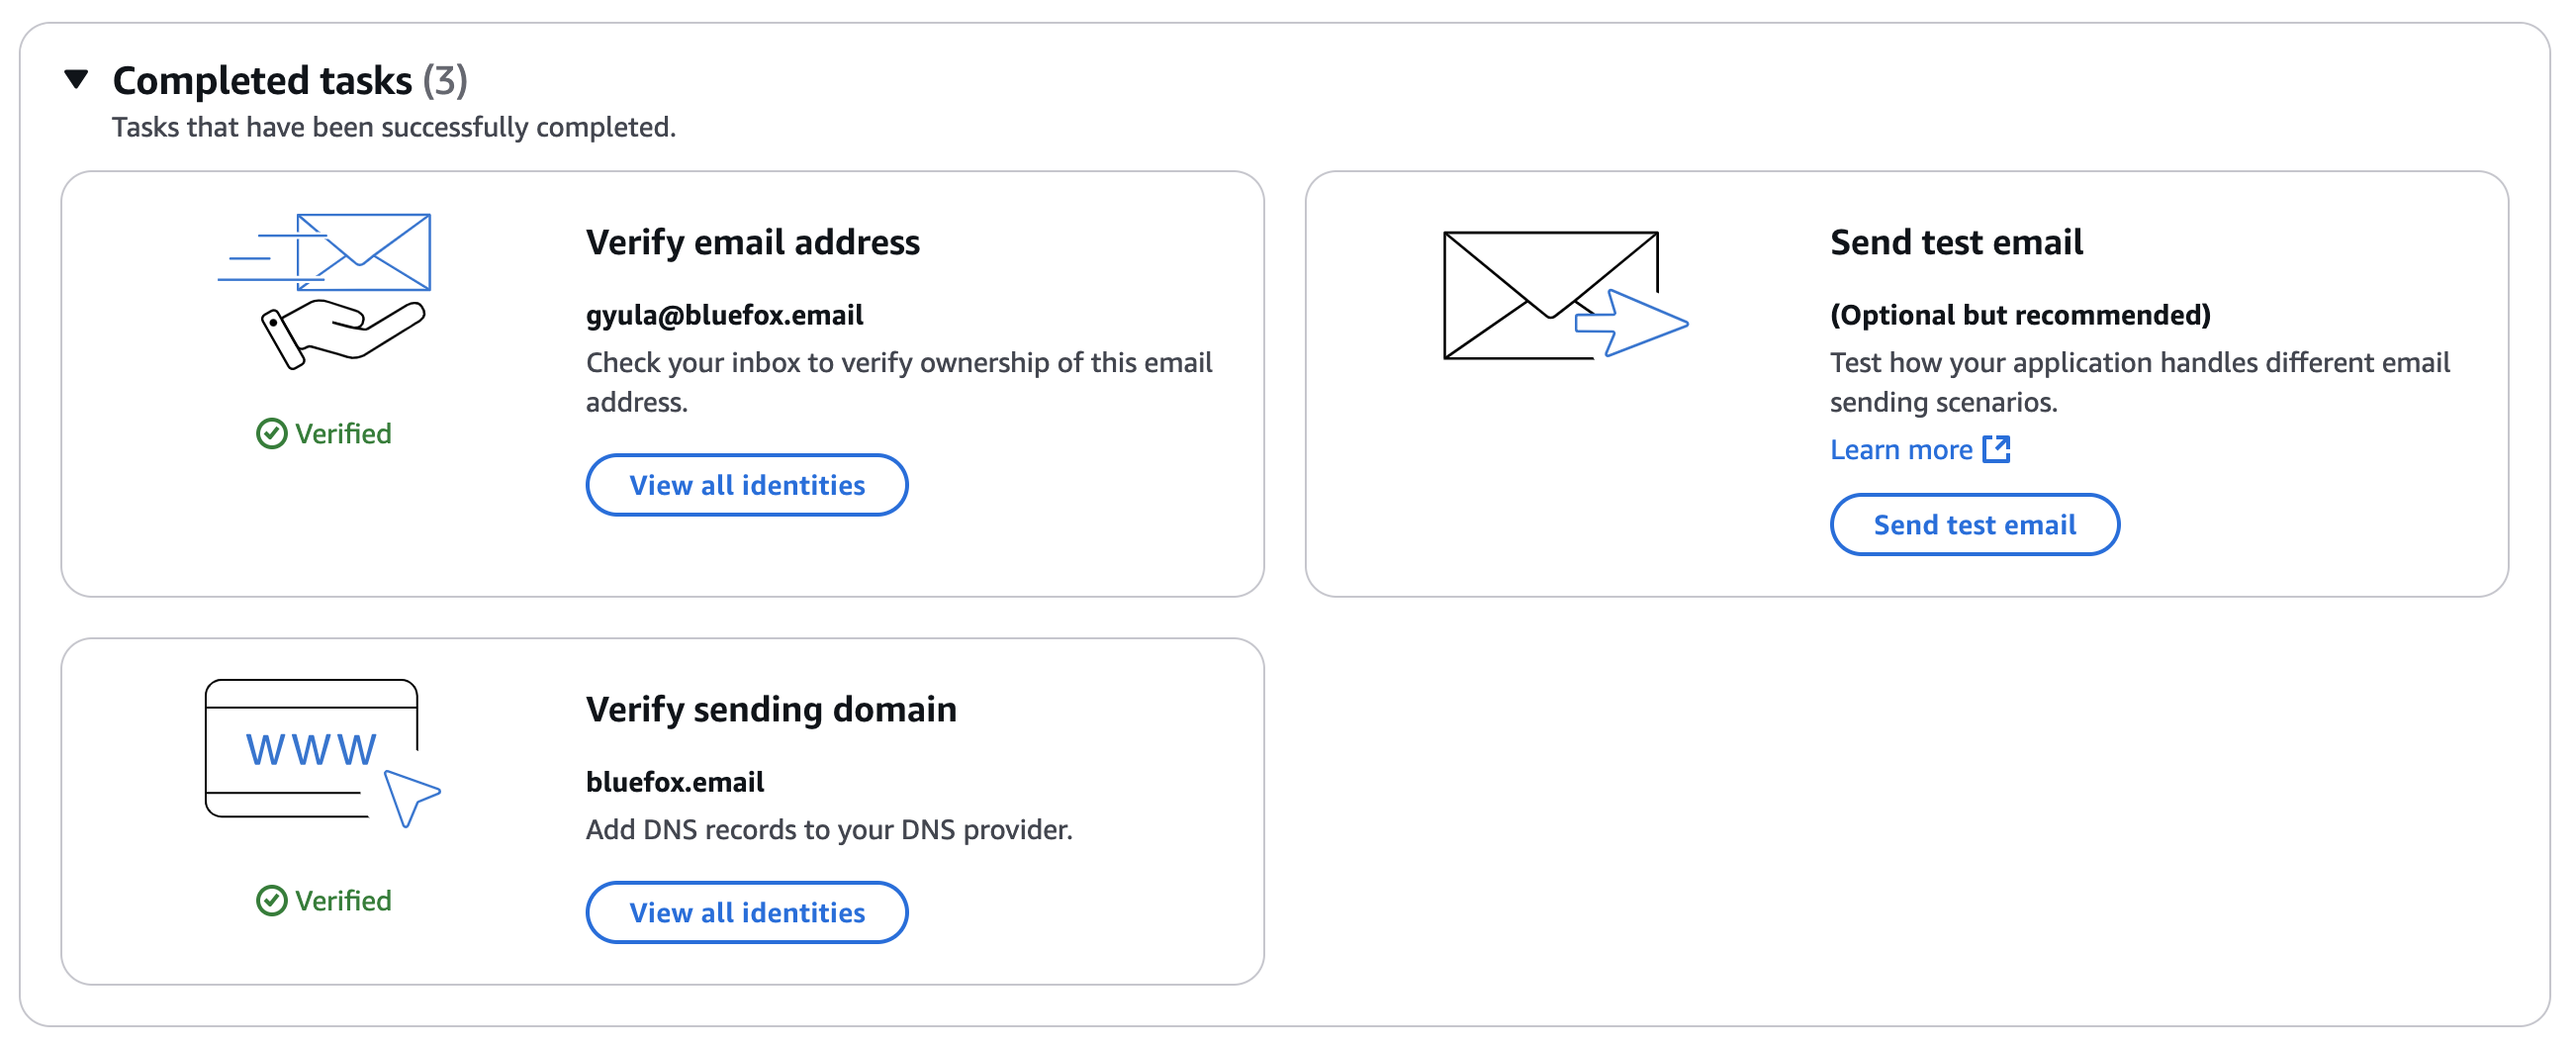 Completed tasks (3)
Tasks that have been successfully completed.
Verify email address
gyula@bluefox.email
Check your inbox to verify ownership of this email
address.
Verified
View all identities
Send test email
(Optional but recommended)
Test how your application handles different email
sending scenarios.
Learn more
Send test email
WWW
Verify sending domain
bluefox.email
Add DNS records to your DNS provider.
Verified
View all identities